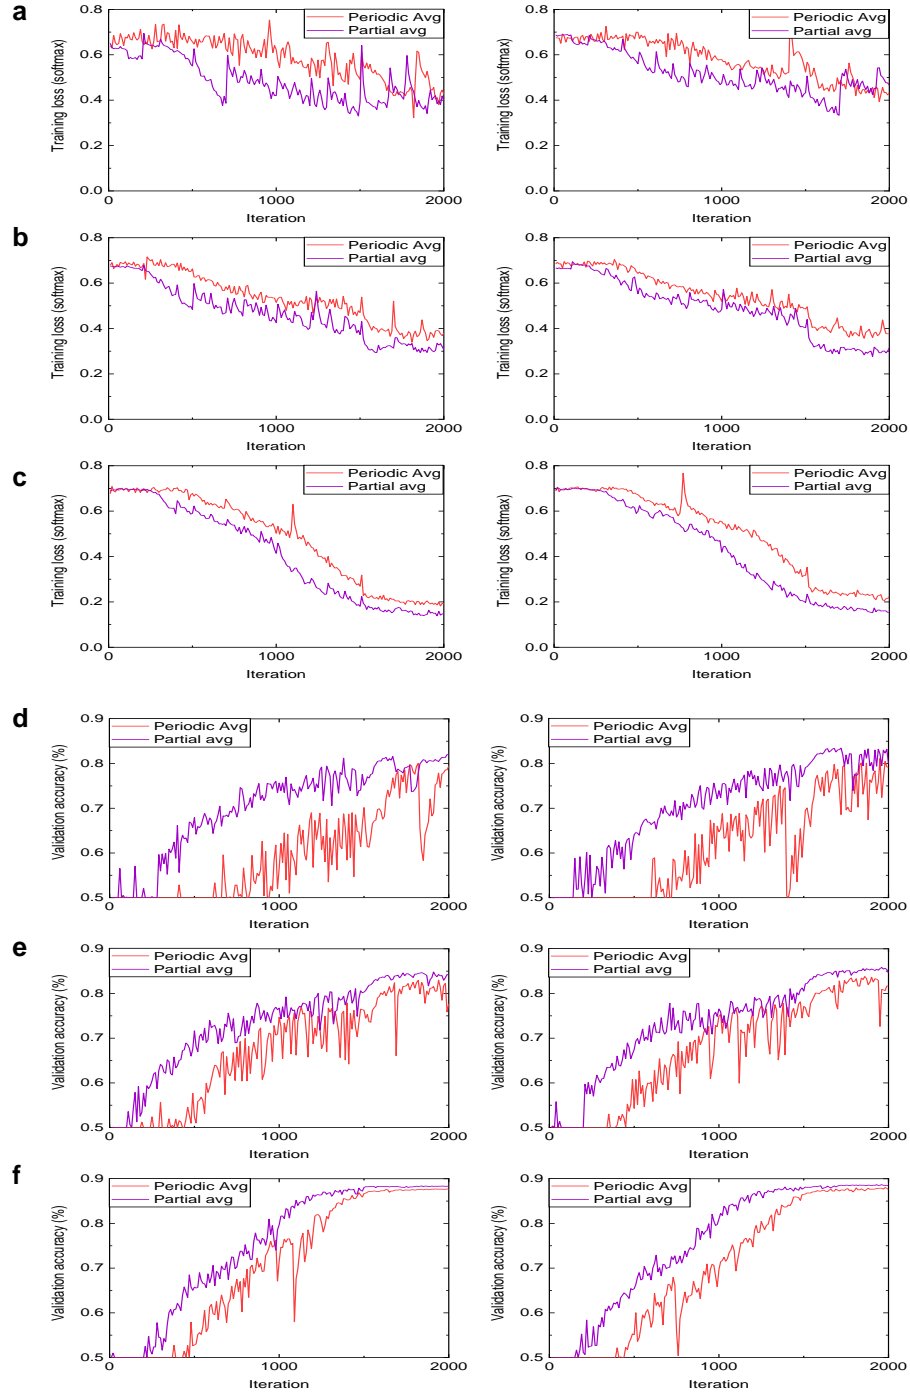 a
0.8
0.6
0.4
0.2
0.0
0
1000
2000
Training loss (softmax)
Iteration
Periodic Avg
Partial avg
0.8
0.6
0.4
0.2
0.0
0
1000
2000
Training loss (softmax)
Iteration
Periodic Avg
Partial avg
b
0.8
0.6
0.4
0.2
0.0
0
1000
2000
Training loss (softmax)
Iteration
Periodic Avg
Partial avg
0.8
0.6
0.4
0.2
0.0
0
1000
2000
Training loss (softmax)
Iteration
Periodic Avg
Partial avg
c
0.8
0.6
0.4
0.2
0.0
0
1000
2000
Training loss (softmax)
Iteration
Periodic Avg
Partial avg
0.8
0.6
0.4
0.2
0.0
0
1000
2000
Training loss (softmax)
Iteration
Periodic Avg
Partial avg
d
0.9
0.8
0.7
0.6
0.5
0
1000
2000
Validation accuracy (%)
Iteration
Periodic Avg
Partial avg
0.9
0.8
0.7
0.6
0.5
0
1000
2000
Validation accuracy (%)
Iteration
Periodic Avg
Partial avg
e
0.9
0.8
0.7
0.6
0.5
0
1000
2000
Validation accuracy (%)
Iteration
Periodic Avg
Partial avg
0.9
0.8
0.7
0.6
0.5
0
1000
2000
Validation accuracy (%)
Iteration
Periodic Avg
Partial avg
f
0.9
0.8
0.7
0.6
0.5
0
1000
2000
Validation accuracy (%)
Iteration
Periodic Avg
Partial avg
0.9
0.8
0.7
0.6
0.5
0
1000
2000
Validation accuracy (%)
Iteration
Periodic Avg
Partial avg